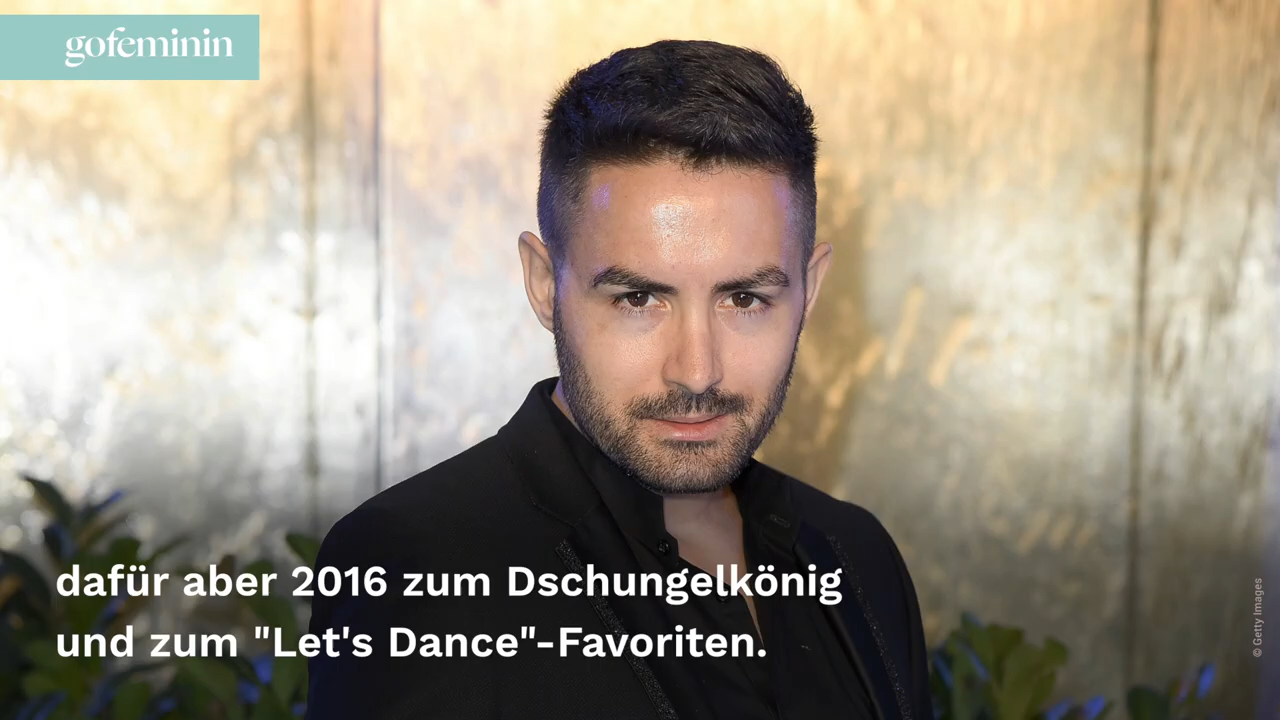 gofeminin
dafür aber 2016 zum Dschungelkönig
und zum "Let's Dance"-Favoriten.
© Getty Images